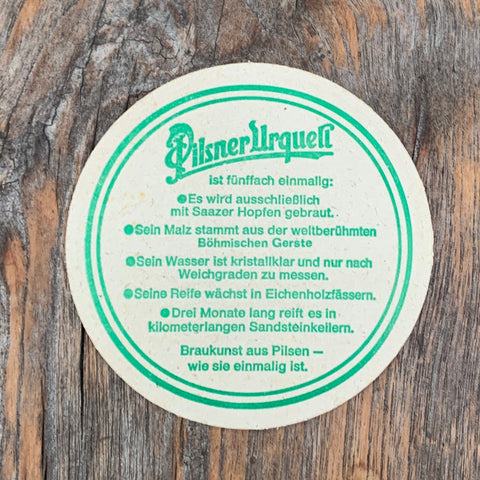 Pilsner Urquell
ist fünffach einmalig:
●Es wird ausschließlich
mit Saazer Hopfen gebraut.
●Sein Malz stammt aus der weltberühmten
Böhmischen Gerste
●Sein Wasser ist kristallklar und nur nach
Weichgraden zu messen.
●Seine Reife wächst in Eichenholzfässern.
●Drei Monate lang reift es in
kilometerlangen Sandsteinkellern.
Braukunst aus Pilsen —
wie sie einmalig ist.